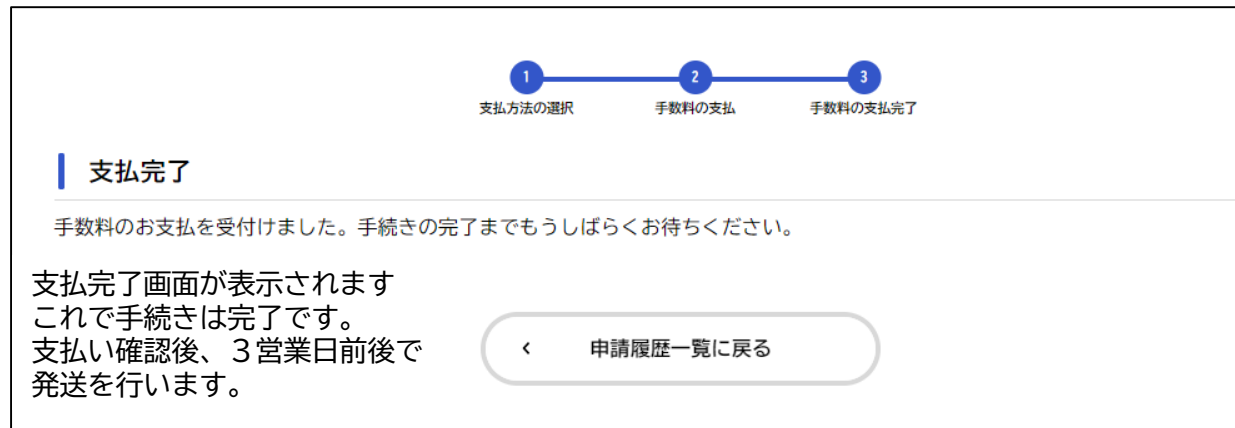 1 2 3
支払方法の選択 手数料の支払 手数料の支払完了
支払完了
手数料のお支払を受付けました。手続きの完了までもうしばらくお待ちください。
支払完了画面が表示されます
これで手続きは完了です。
支払い確認後、３営業日前後で
発送を行います。
申請履歴一覧に戻る